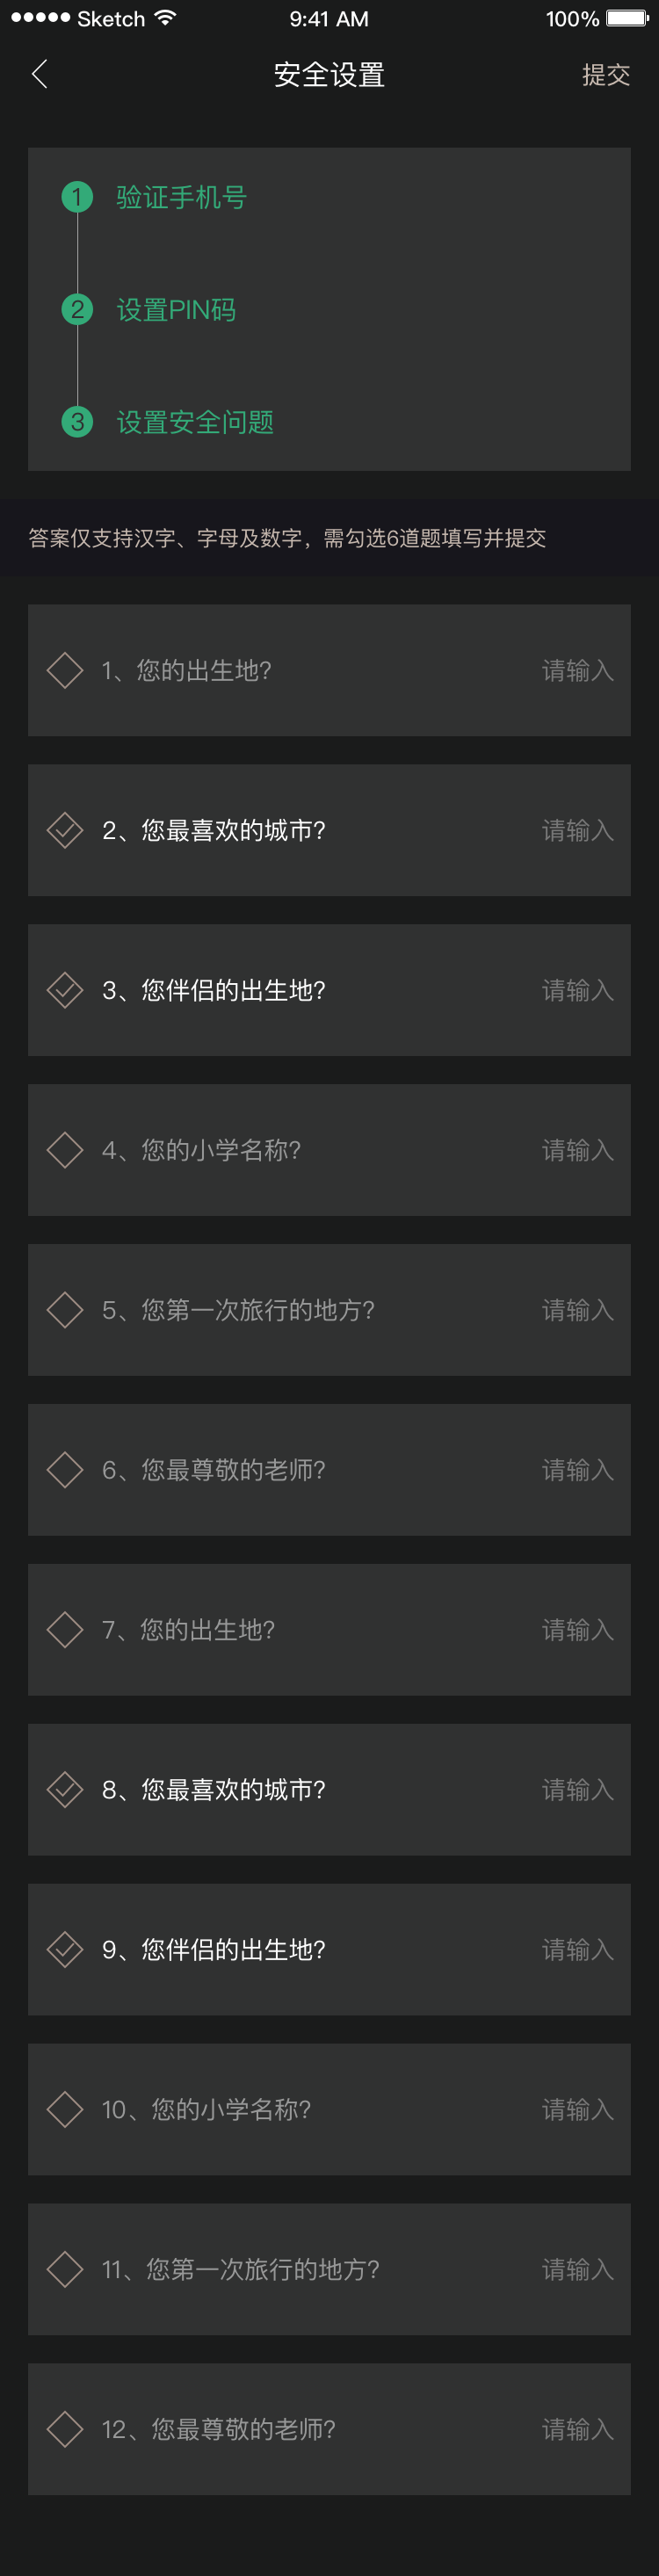 Sketch 9:41 AM 100%
安全设置 提交
1 验证手机号
2 设置PIN码
3 设置安全问题
答案仅支持汉字、字母及数字，需勾选6道题填写并提交
1、您的出生地? 请输入
2、您最喜欢的城市? 请输入
3、您伴侣的出生地? 请输入
4、您的小学名称? 请输入
5、您第一次旅行的地方? 请输入
6、您最尊敬的老师? 请输入
7、您的出生地? 请输入
8、您最喜欢的城市? 请输入
9、您伴侣的出生地? 请输入
10、您的小学名称? 请输入
11、您第一次旅行的地方? 请输入
12、您最尊敬的老师? 请输入